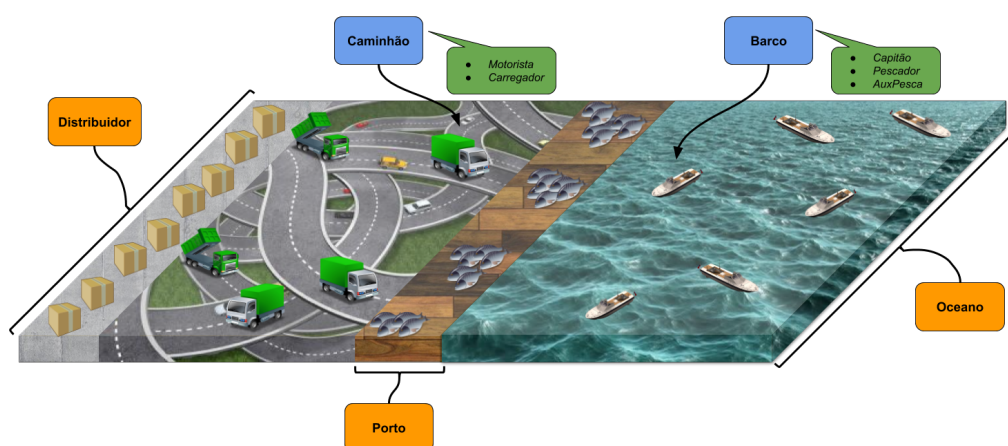 Caminhão
Motorista
Carregador
Barco
Capitão
Pescador
AuxPesca
Distribuidor
Oceano
Porto